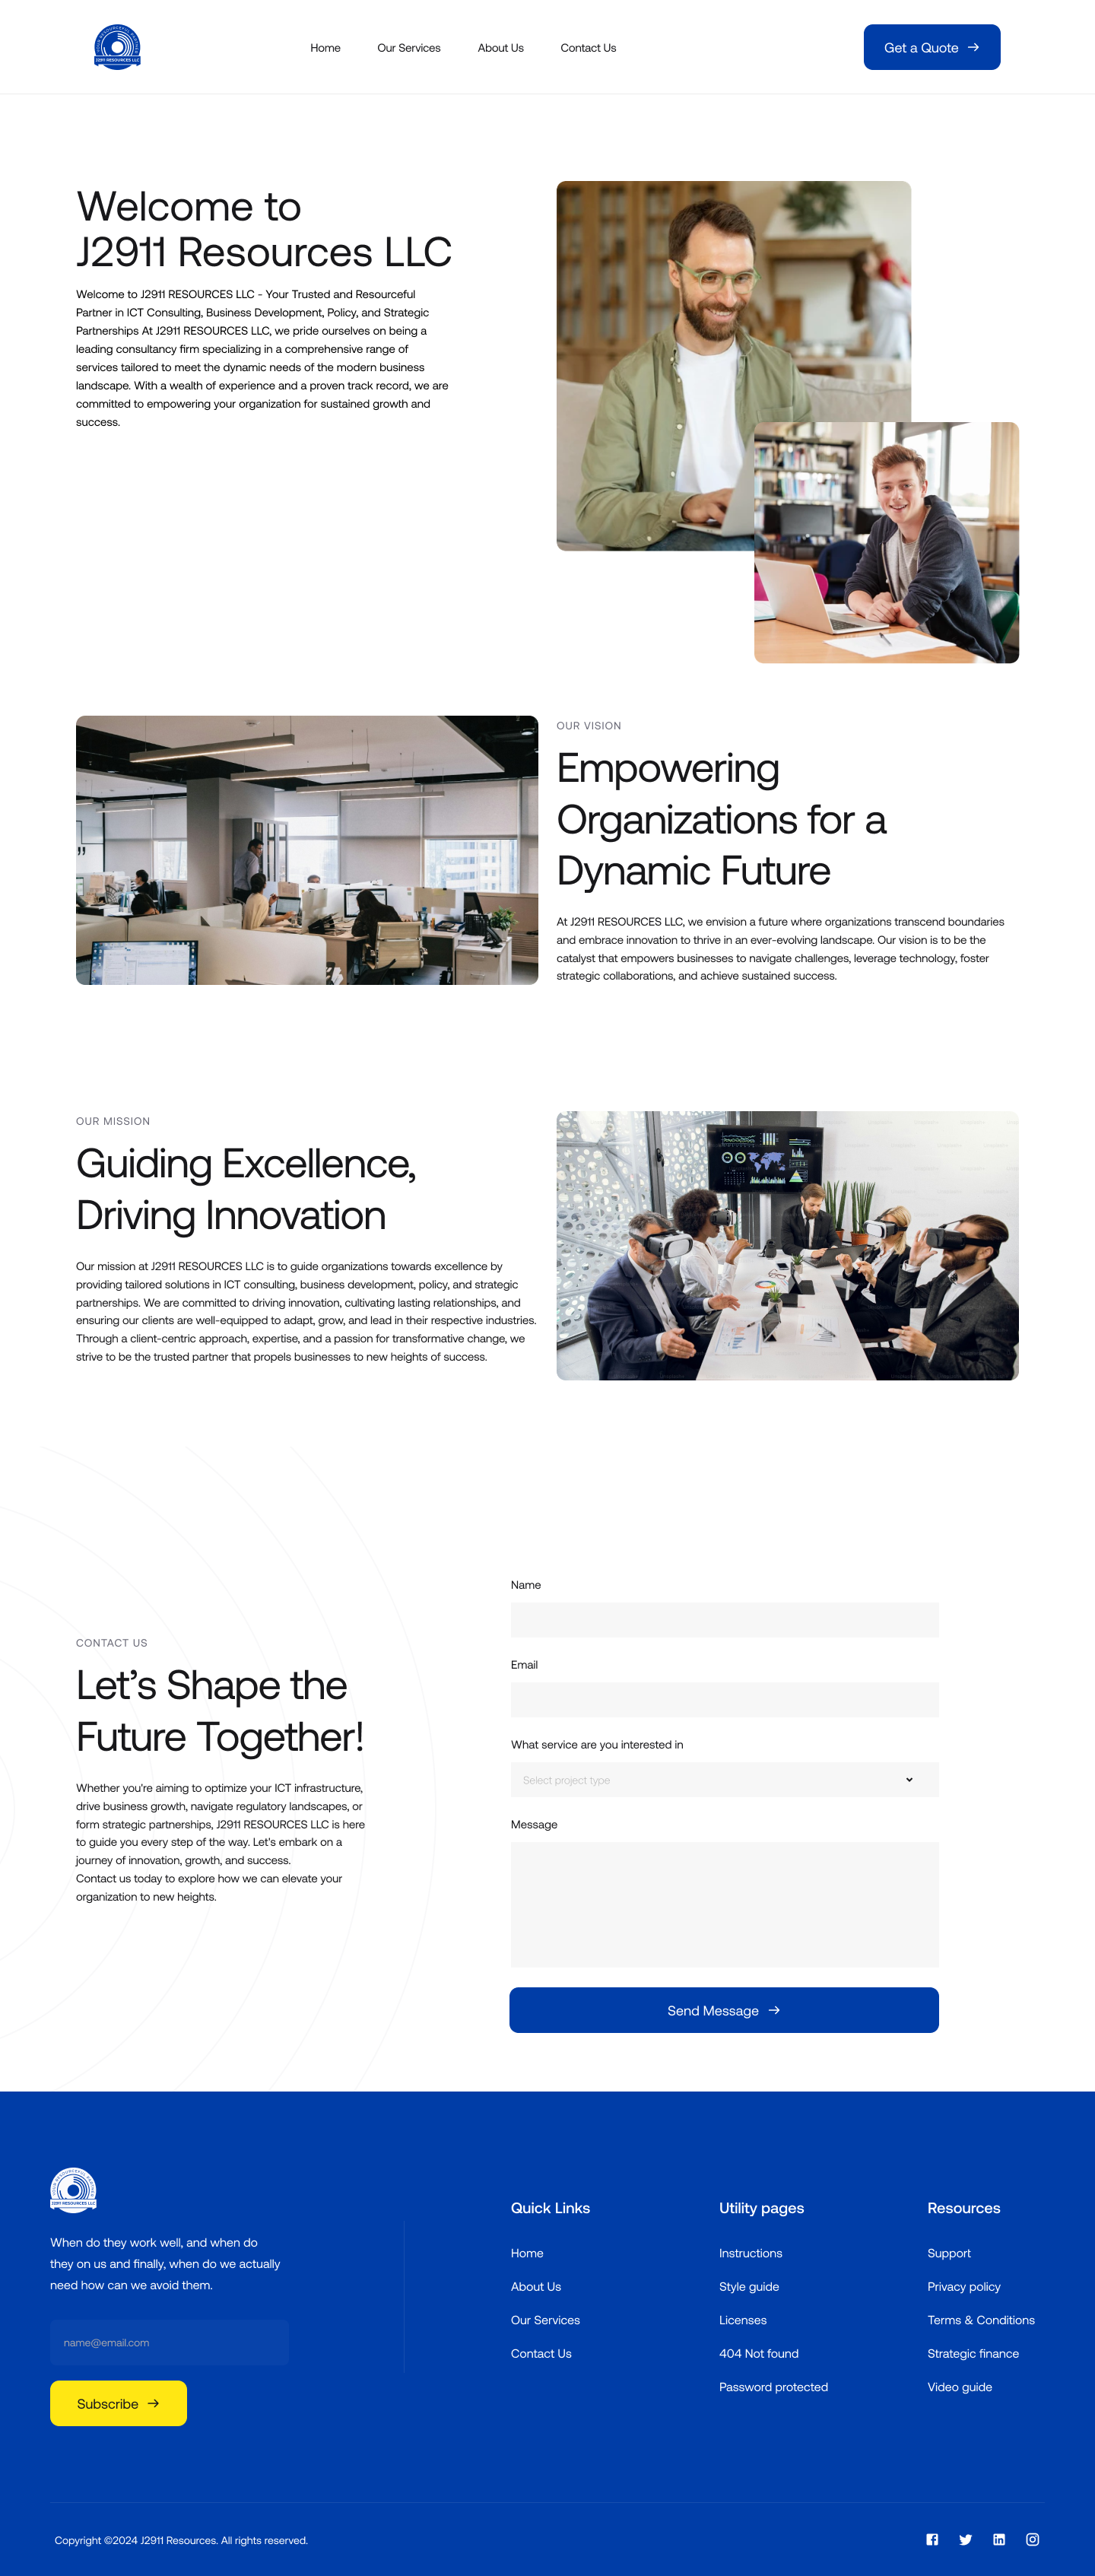 J2911 RESOURCES LLC
Home
Our Services
About Us
Contact Us
Get a Quote
Welcome to
J2911 Resources LLC
Welcome to J2911 RESOURCES LLC - Your Trusted and Resourceful
Partner in ICT Consulting, Business Development, Policy, and Strategic
Partnerships At J2911 RESOURCES LLC, we pride ourselves on being a
leading consultancy firm specializing in a comprehensive range of
services tailored to meet the dynamic needs of the modern business
landscape. With a wealth of experience and a proven track record, we are
committed to empowering your organization for sustained growth and
success.
OUR VISION
Empowering
Organizations for a
Dynamic Future
At J2911 RESOURCES LLC, we envision a future where organizations transcend boundaries
and embrace innovation to thrive in an ever-evolving landscape. Our vision is to be the
catalyst that empowers businesses to navigate challenges, leverage technology, foster
strategic collaborations, and achieve sustained success.
OUR MISSION
Guiding Excellence,
Driving Innovation
Our mission at J2911 RESOURCES LLC is to guide organizations towards excellence by
providing tailored solutions in ICT consulting, business development, policy, and strategic
partnerships. We are committed to driving innovation, cultivating lasting relationships, and
ensuring our clients are well-equipped to adapt, grow, and lead in their respective industries.
Through a client-centric approach, expertise, and a passion for transformative change, we
strive to be the trusted partner that propels businesses to new heights of success.
CONTACT US
Let’s Shape the
Future Together!
Whether you're aiming to optimize your ICT infrastructure,
drive business growth, navigate regulatory landscapes, or
form strategic partnerships, J2911 RESOURCES LLC is here
to guide you every step of the way. Let's embark on a
journey of innovation, growth, and success.
Contact us today to explore how we can elevate your
organization to new heights.
Name
Email
What service are you interested in
Select project type
Message
Send Message
J2911 RESOURCES LLC
When do they work well, and when do
they on us and finally, when do we actually
need how can we avoid them.
name@email.com
Subscribe
Quick Links
Home
About Us
Our Services
Contact Us
Utility pages
Instructions
Style guide
Licenses
404 Not found
Password protected
Resources
Support
Privacy policy
Terms & Conditions
Strategic finance
Video guide
Copyright ©2024 J2911 Resources. All rights reserved.